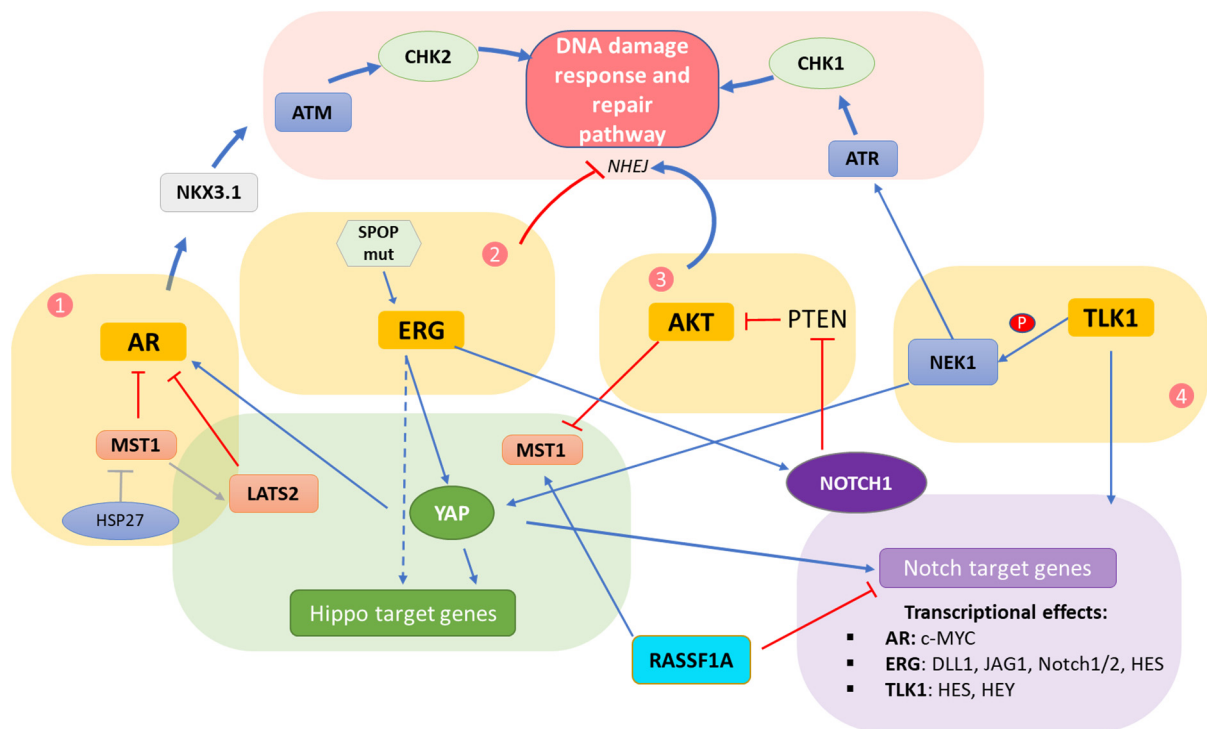 CHK2
DNA damage
response and
repair
pathway
CHK1
ATM
ATR
NHEJ
NKX3.1
SPOP
mut
2
3
1
AR
ERG
AKT
PTEN
P
TLK1
NEK1
4
MST1
MST1
LATS2
HSP27
YAP
NOTCH1
Notch target genes
Hippo target genes
Transcriptional effects:
▪ AR: c-MYC
▪ ERG: DLL1, JAG1, Notch1/2, HES
▪ TLK1: HES, HEY
RASSF1A